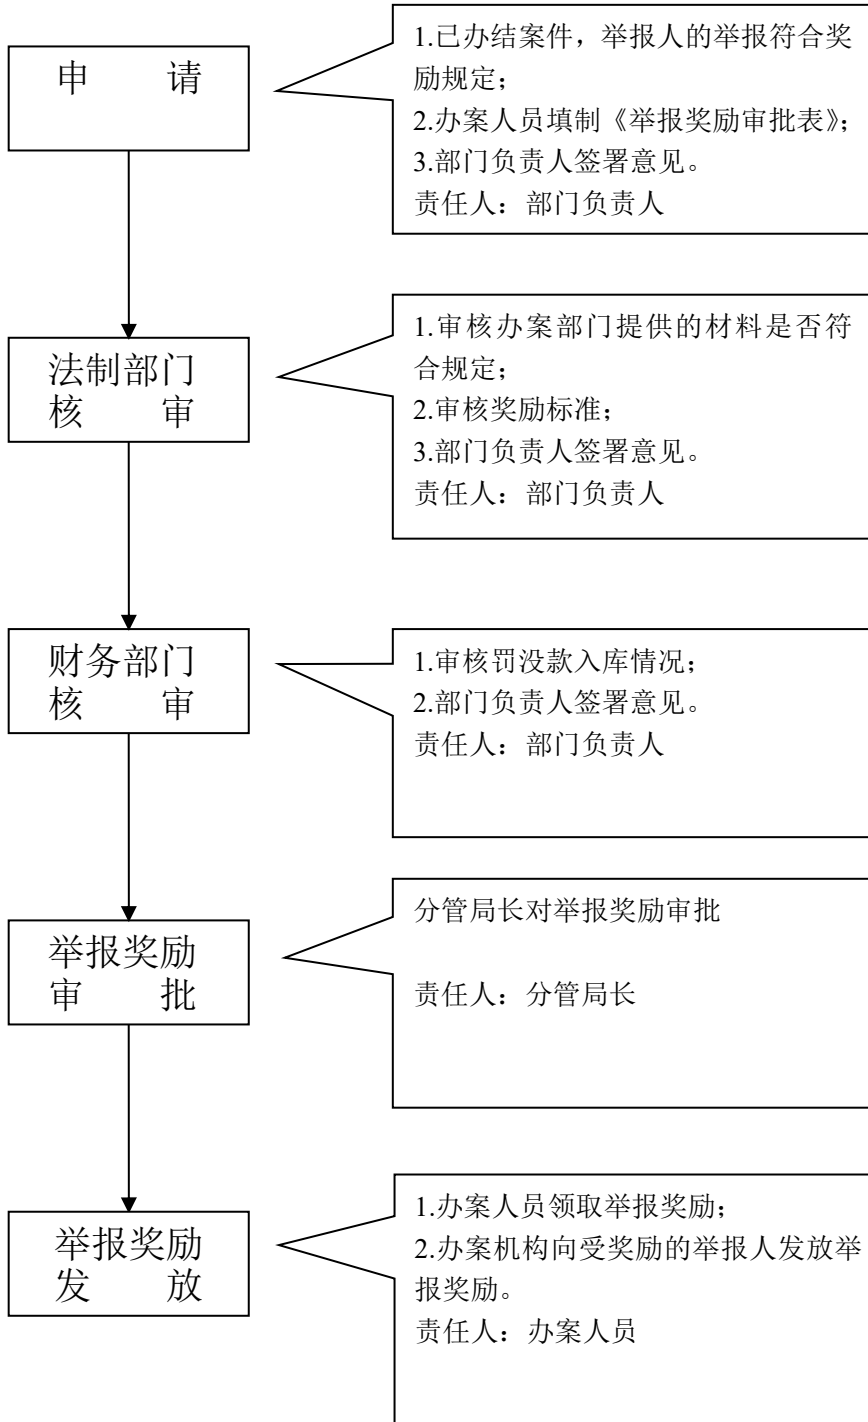 申 请
1.已办结案件，举报人的举报符合奖
励规定；
2.办案人员填制《举报奖励审批表》；
3.部门负责人签署意见。
责任人：部门负责人
法制部门
核 审
1.审核办案部门提供的材料是否符
合规定；
2.审核奖励标准；
3.部门负责人签署意见。
责任人：部门负责人
财务部门
核 审
1.审核罚没款入库情况；
2.部门负责人签署意见。
责任人：部门负责人
举报奖励
审 批
分管局长对举报奖励审批
责任人：分管局长
举报奖励
发 放
1.办案人员领取举报奖励；
2.办案机构向受奖励的举报人发放举
报奖励。
责任人：办案人员